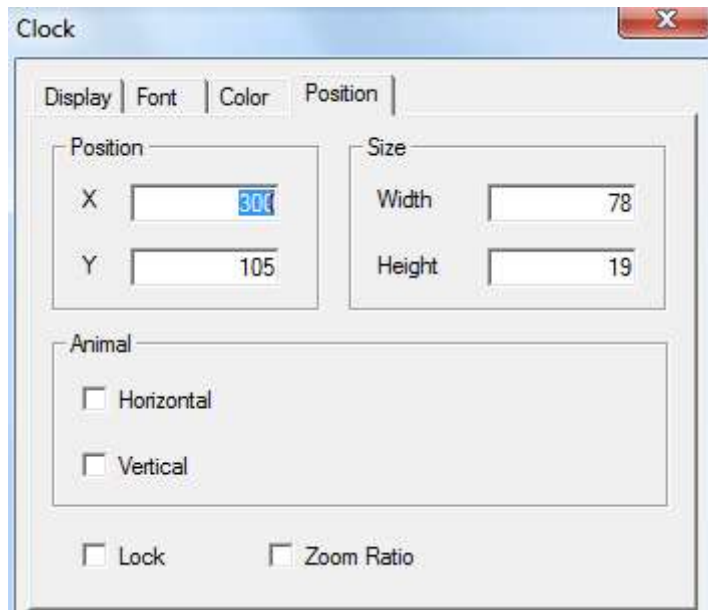 Clock
Display Font Color Position
Position
X 300
Y 105
Size
Width 78
Height 19
Animal
Horizontal
Vertical
Lock Zoom Ratio